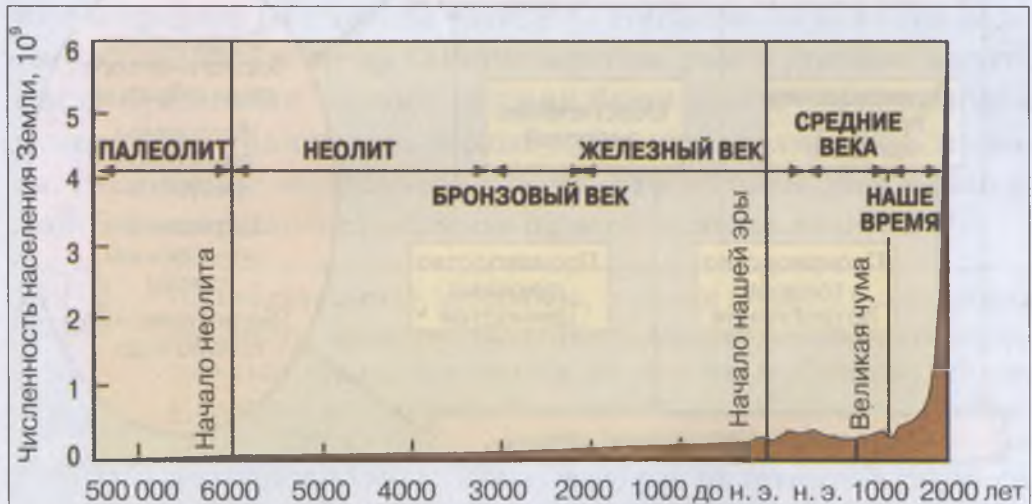 Численность населения Земли, 10⁹
6
5
4
3
2
1
0
ПАЛЕОЛИТ
НЕОЛИТ
БРОНЗОВЫЙ ВЕК
ЖЕЛЕЗНЫЙ ВЕК
СРЕДНИЕ
ВЕКА
НАШЕ
ВРЕМЯ
Начало неолита
Начало нашей эры
Великая чума
500 000 6000 5000 4000 3000 2000 1000 до н. э. н. э. 1000 2000 лет